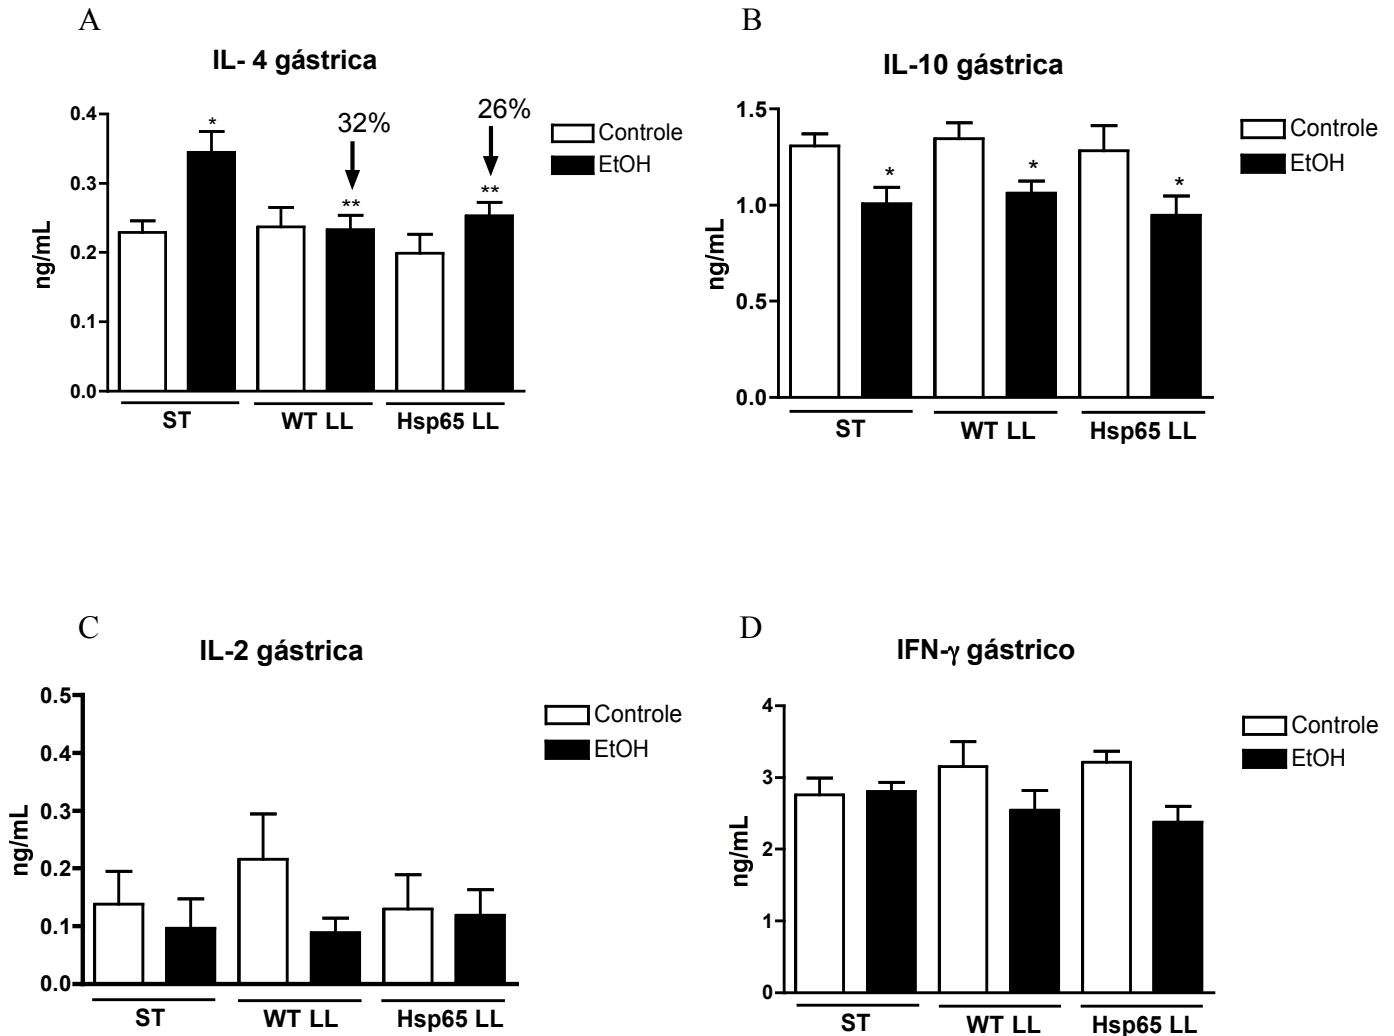 A
IL- 4 gástrica
0.4
0.3
0.2
0.1
0.0
ng/mL
*
32%
**
26%
**
Controle
EtOH
ST
WT LL
Hsp65 LL
B
IL-10 gástrica
1.5
1.0
0.5
0.0
ng/mL
*
*
*
Controle
EtOH
ST
WT LL
Hsp65 LL
C
IL-2 gástrica
0.5
0.4
0.3
0.2
0.1
0.0
ng/mL
Controle
EtOH
ST
WT LL
Hsp65 LL
D
IFN-γ gástrico
4
3
2
1
0
ng/mL
Controle
EtOH
ST
WT LL
Hsp65 LL